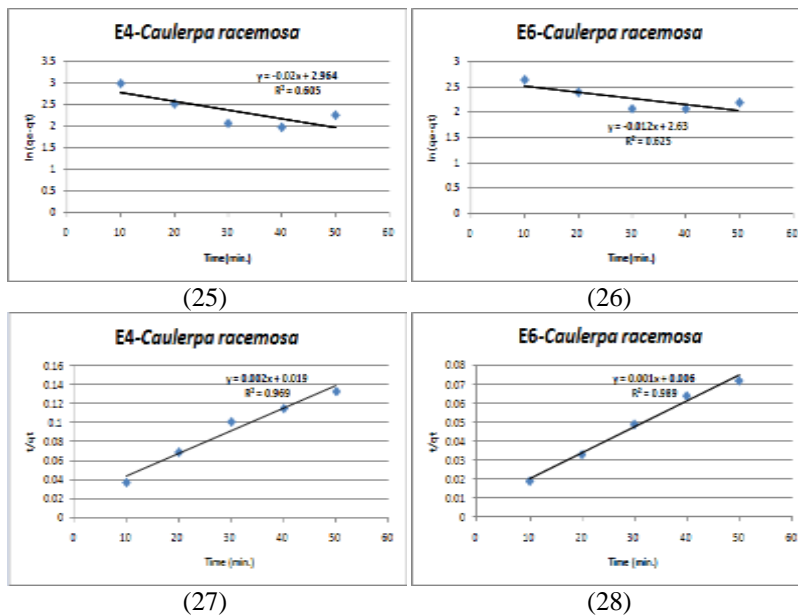 E4-Caulerpa racemosa
y = -0.02x + 2.964
R² = 0.605
ln (qe-qt)
3.5
3
2.5
2
1.5
1
0.5
0
0 10 20 30 40 50 60
Time(min.)
(25)
E6-Caulerpa racemosa
y = -0.012x + 2.63
R² = 0.625
ln (qe-qt)
3
2.5
2
1.5
1
0.5
0
0 10 20 30 40 50 60
Time(min.)
(26)
E4-Caulerpa racemosa
y = 0.002x + 0.019
R² = 0.969
t/qt
0.16
0.14
0.12
0.1
0.08
0.06
0.04
0.02
0
0 10 20 30 40 50 60
Time (min.)
(27)
E6-Caulerpa racemosa
y = 0.001x + 0.006
R² = 0.989
t/qt
0.08
0.07
0.06
0.05
0.04
0.03
0.02
0.01
0
0 10 20 30 40 50 60
Time (min.)
(28)